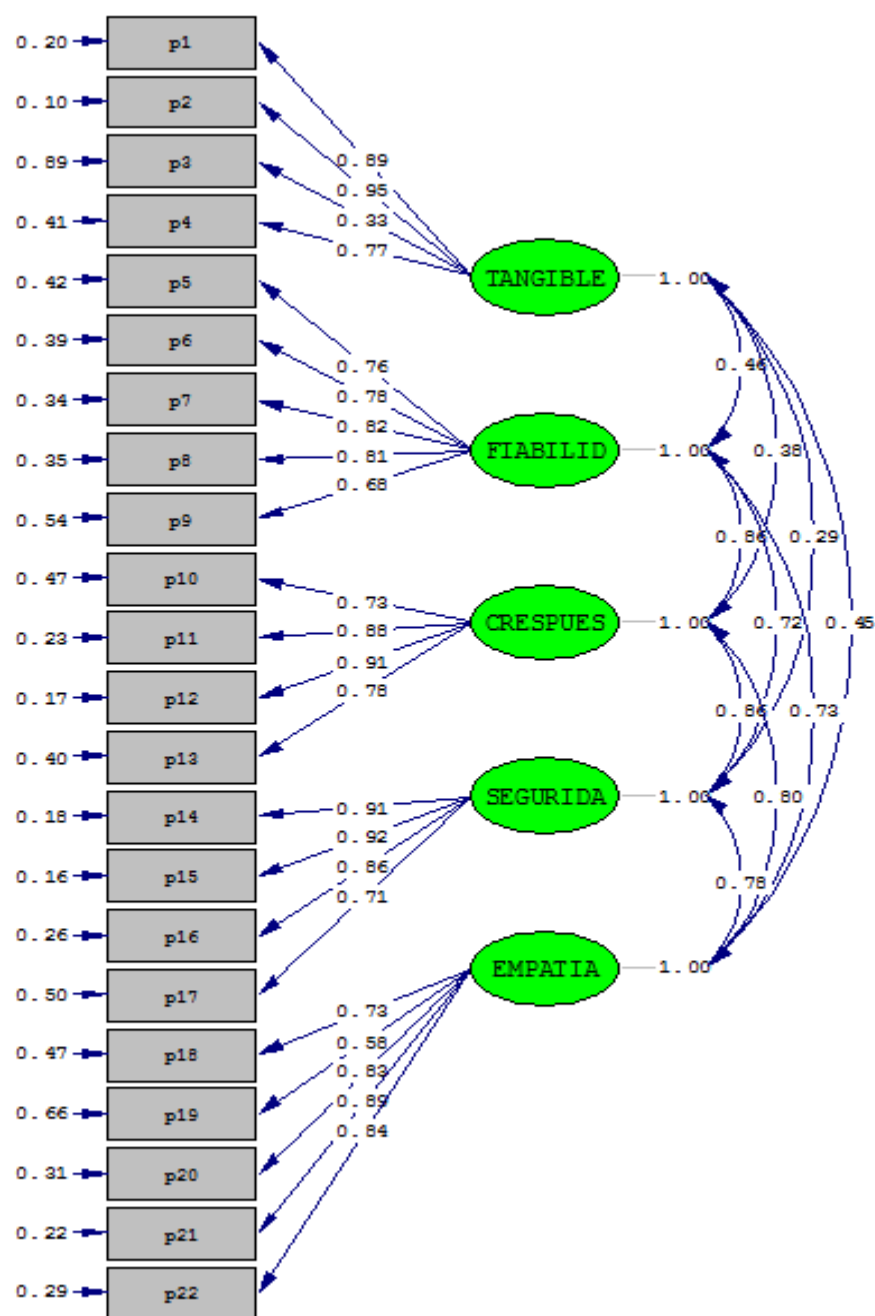 0.20 p1
0.10 p2
0.89 p3
0.41 p4
0.42 p5
0.39 p6
0.34 p7
0.35 p8
0.54 p9
0.47 p10
0.23 p11
0.17 p12
0.40 p13
0.18 p14
0.16 p15
0.26 p16
0.50 p17
0.47 p18
0.66 p19
0.31 p20
0.22 p21
0.29 p22
0.89
0.95
0.33
0.77
0.76
0.78
0.82
0.81
0.68
0.73
0.88
0.91
0.78
0.91
0.92
0.86
0.71
0.73
0.58
0.83
0.89
0.84
TANGIBLE 1.00
FIABILID 1.00
CRESPUES 1.00
SEGURIDA 1.00
EMPATIA 1.00
0.46
0.38
0.86 0.29
0.72 0.45
0.86 0.73
0.80
0.78